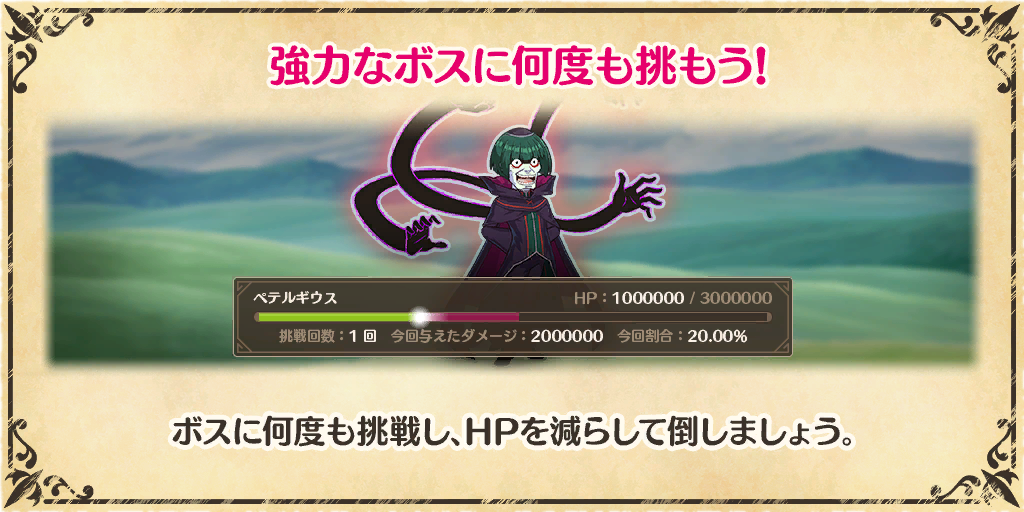 強力なボスに何度も挑もう!
ペテルギウス
HP：1000000 / 3000000
挑戦回数：1 回 今回与えたダメージ：2000000 今回割合：20.00%
ボスに何度も挑戦し、HPを減らして倒しましょう。